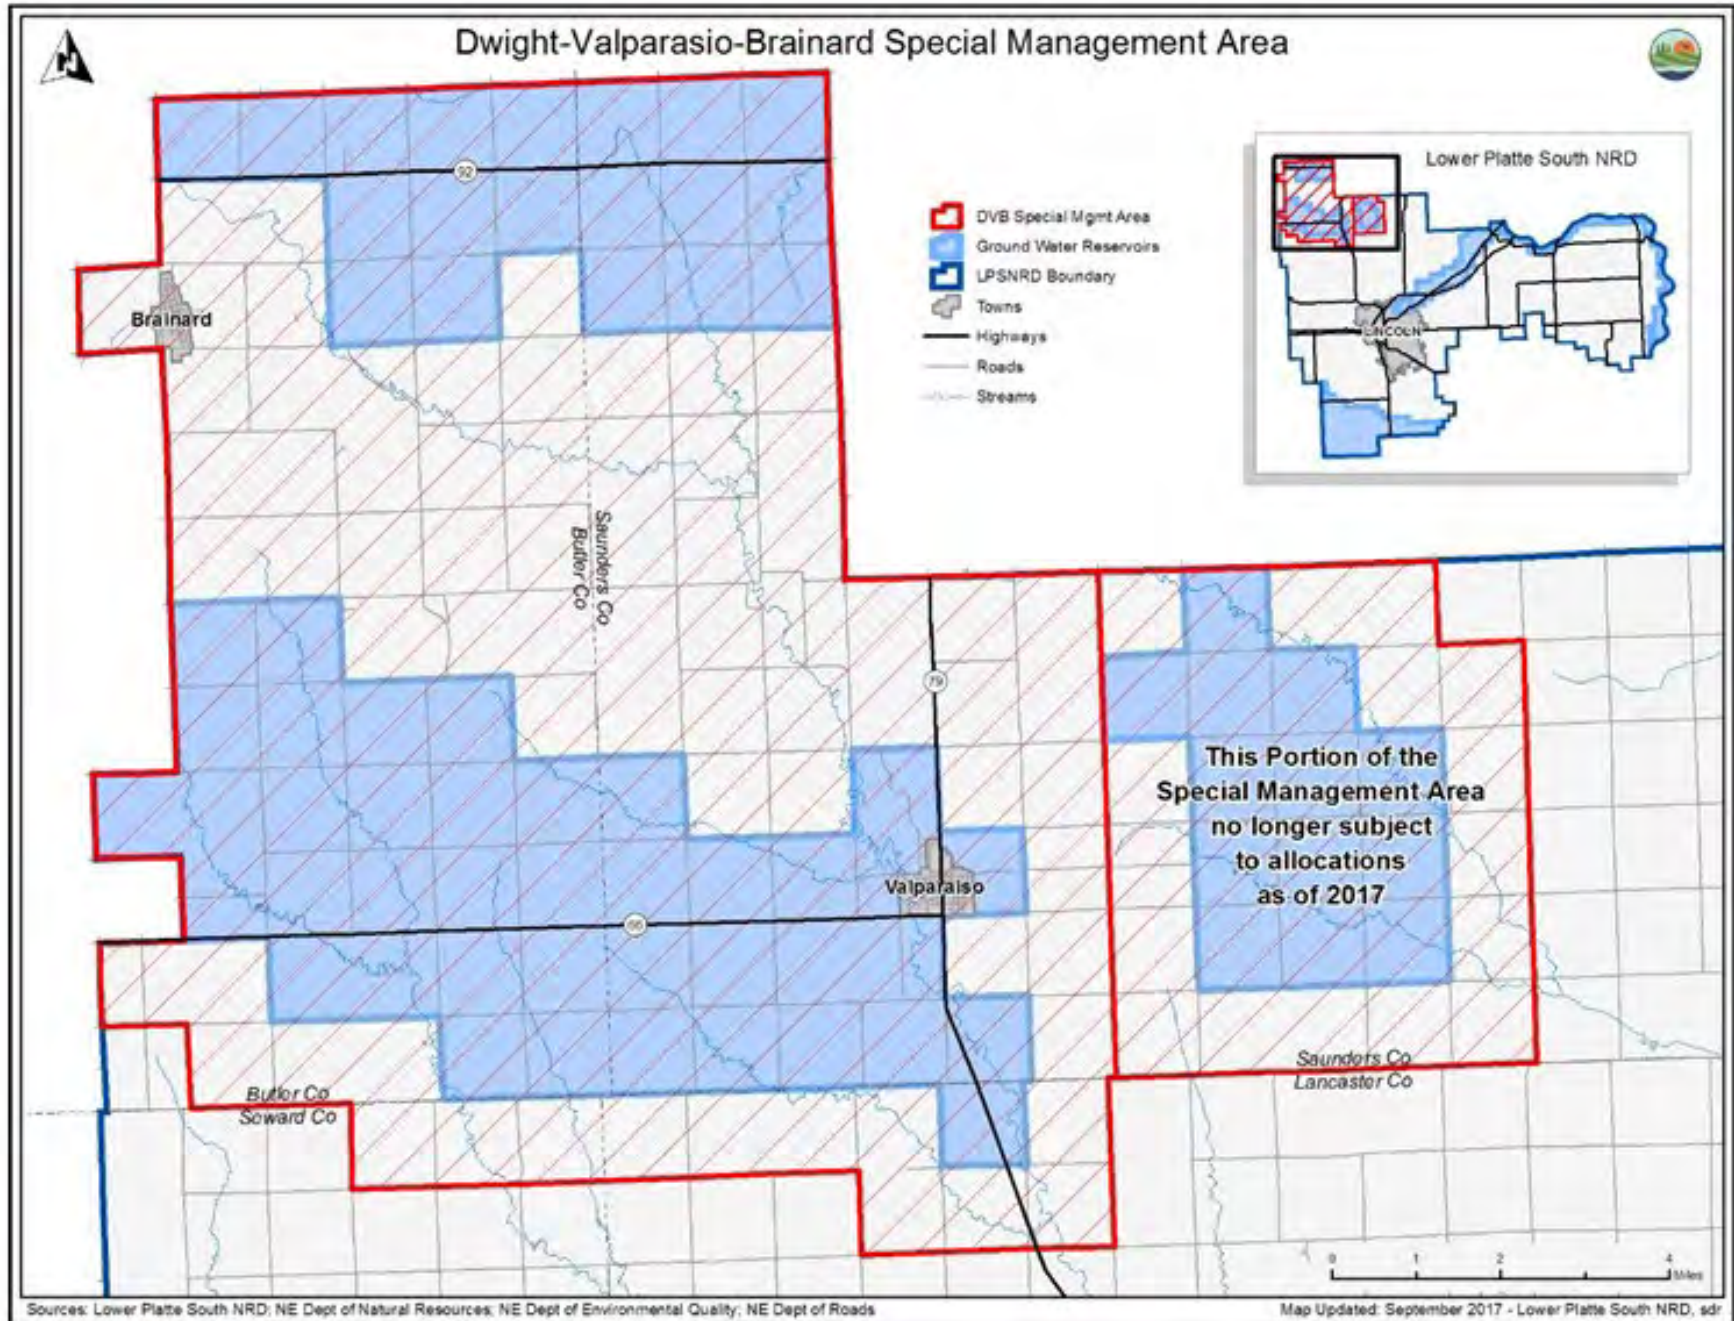 Dwight-Valparasio-Brainard Special Management Area
N
Lower Platte South NRD
LINCOLN
DVB Special Mgmt Area
Ground Water Reservoirs
LPSNRD Boundary
Towns
Highways
Roads
Streams
92
Brainard
Saunders Co
Butler Co
79
This Portion of the
Special Management Area
no longer subject
to allocations
as of 2017
Valparaiso
66
Saunders Co
Lancaster Co
Butler Co
Seward Co
0 1 2 4
Miles
Sources: Lower Platte South NRD; NE Dept of Natural Resources; NE Dept of Environmental Quality; NE Dept of Roads
Map Updated: September 2017 - Lower Platte South NRD, sdr